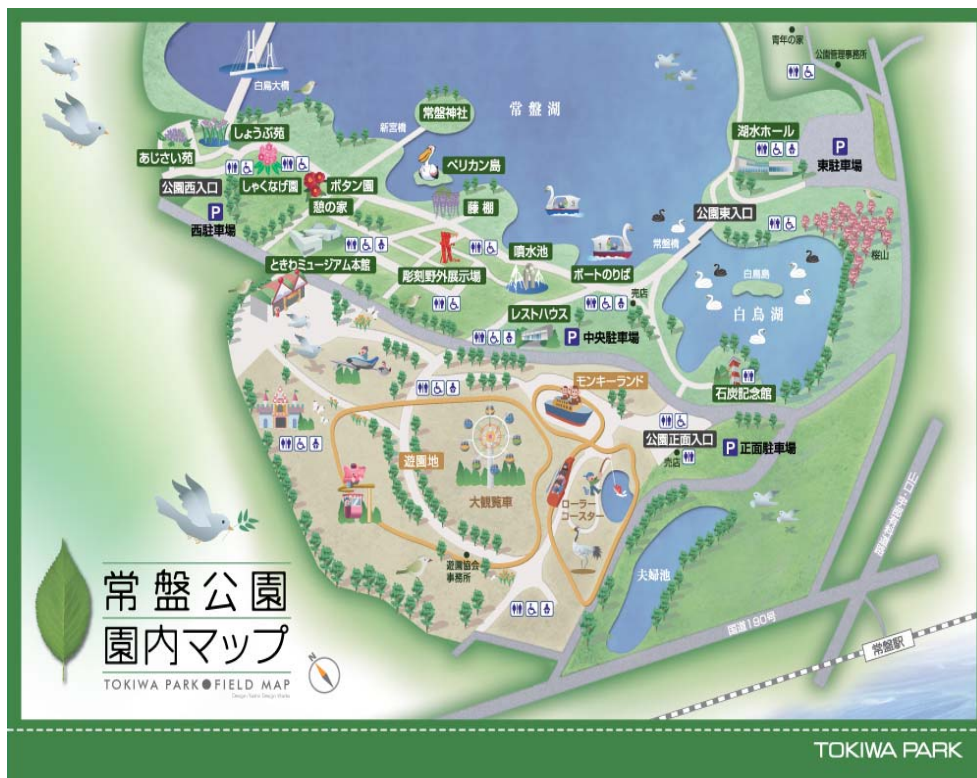 青年の家
公園管理事務所
白鳥大橋
常盤湖
新宮橋
常盤神社
しょうぶ苑
あじさい苑
湖水ホール
P
東駐車場
ペリカン島
公園西入口
しゃくなげ園
ボタン園
憩の家
藤棚
P
西駐車場
公園東入口
常盤橋
桜山
ときわミュージアム本館
彫刻野外展示場
噴水池
ボートのりば
売店
白鳥島
白鳥湖
レストハウス
P 中央駐車場
モンキーランド
石炭記念館
公園正面入口
売店
P 正面駐車場
遊園地
大観覧車
ローラー
コースター
遊園協会
事務所
夫婦池
国道190号
常盤駅
常盤公園
園内マップ
TOKIWA PARK●FIELD MAP
N
TOKIWA PARK